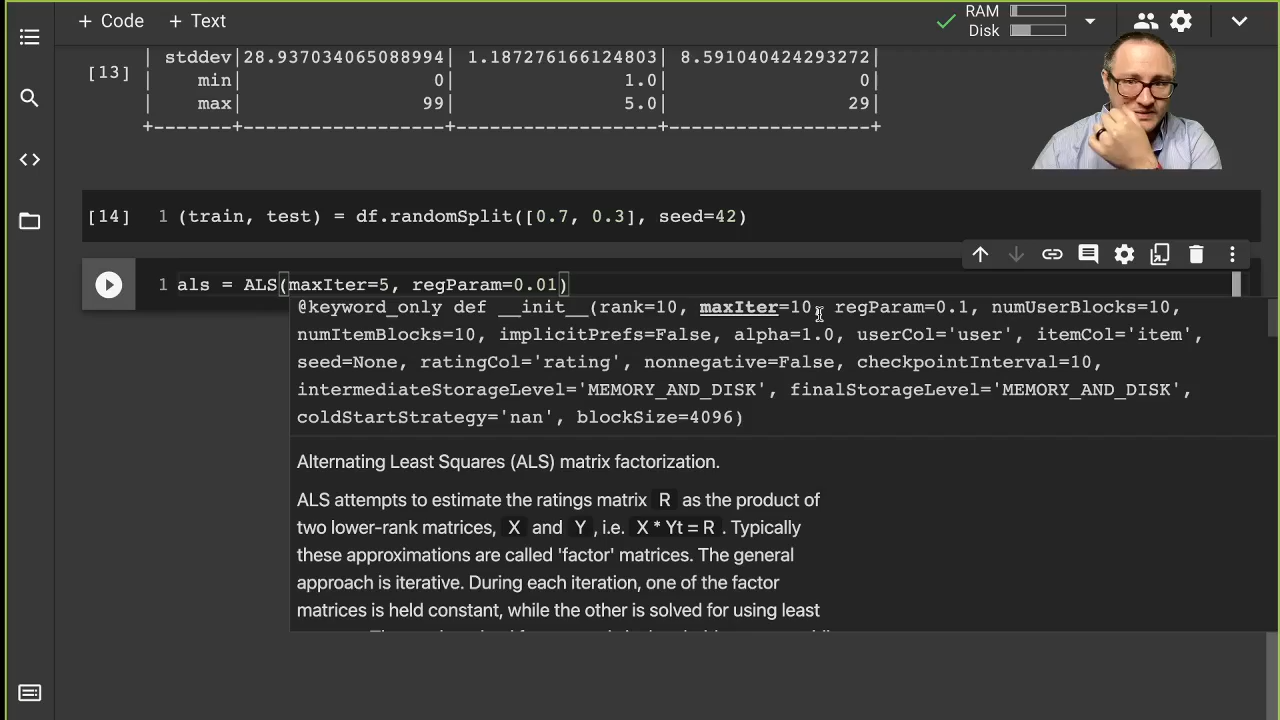 + Code + Text
RAM
Disk
[13]
| stddev|28.937034065088994| 1.187276166124803| 8.591040424293272|
| min| 0| 1.0| 0|
| max| 99| 5.0| 29|
+-------+------------------+------------------+------------------+
[14] 1 (train, test) = df.randomSplit([0.7, 0.3], seed=42)
1 als = ALS(maxIter=5, regParam=0.01)
@keyword_only def __init__(rank=10, maxIter=10, regParam=0.1, numUserBlocks=10,
numItemBlocks=10, implicitPrefs=False, alpha=1.0, userCol='user', itemCol='item',
seed=None, ratingCol='rating', nonnegative=False, checkpointInterval=10,
intermediateStorageLevel='MEMORY_AND_DISK', finalStorageLevel='MEMORY_AND_DISK',
coldStartStrategy='nan', blockSize=4096)
Alternating Least Squares (ALS) matrix factorization.
ALS attempts to estimate the ratings matrix R as the product of
two lower-rank matrices, X and Y, i.e. X * Yt = R. Typically
these approximations are called 'factor' matrices. The general
approach is iterative. During each iteration, one of the factor
matrices is held constant, while the other is solved for using least